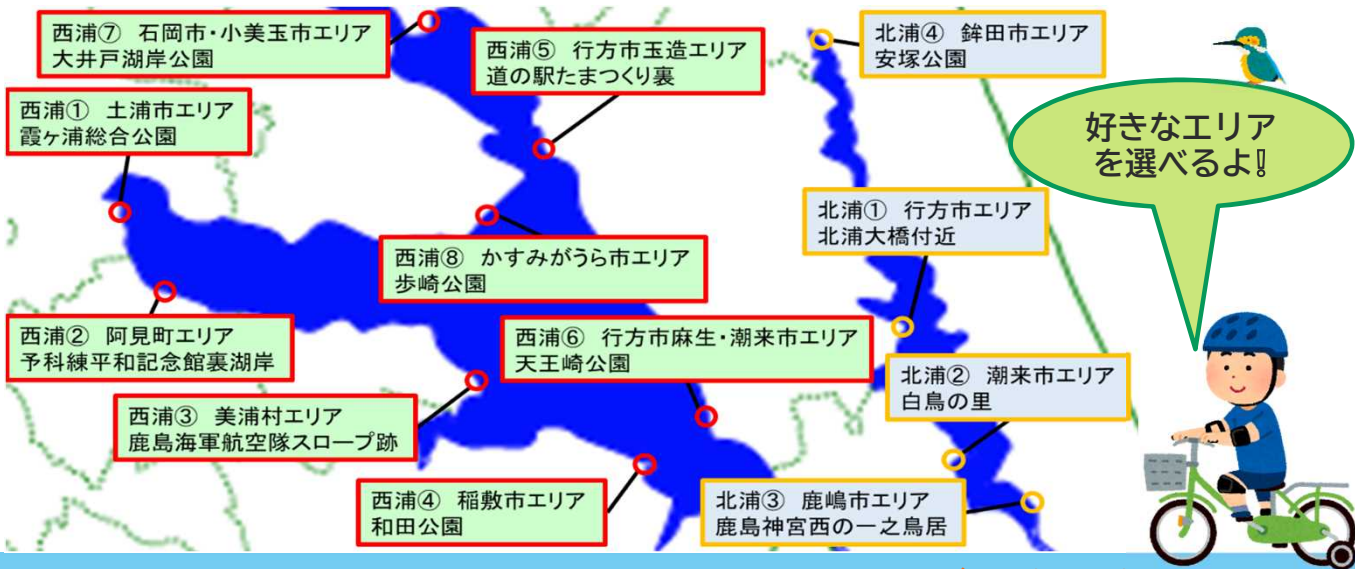 西浦⑦　石岡市・小美玉市エリア
大井戸湖岸公園
西浦⑤　行方市玉造エリア
道の駅たまつくり裏
北浦④　鉾田市エリア
安塚公園
西浦①　土浦市エリア
霞ヶ浦総合公園
好きなエリア
を選べるよ!!
北浦①　行方市エリア
北浦大橋付近
西浦⑧　かすみがうら市エリア
歩崎公園
西浦②　阿見町エリア
予科練平和記念館裏湖岸
西浦⑥　行方市麻生・潮来市エリア
天王崎公園
北浦②　潮来市エリア
白鳥の里
西浦③　美浦村エリア
鹿島海軍航空隊スロープ跡
西浦④　稲敷市エリア
和田公園
北浦③　鹿嶋市エリア
鹿島神宮西の一之鳥居